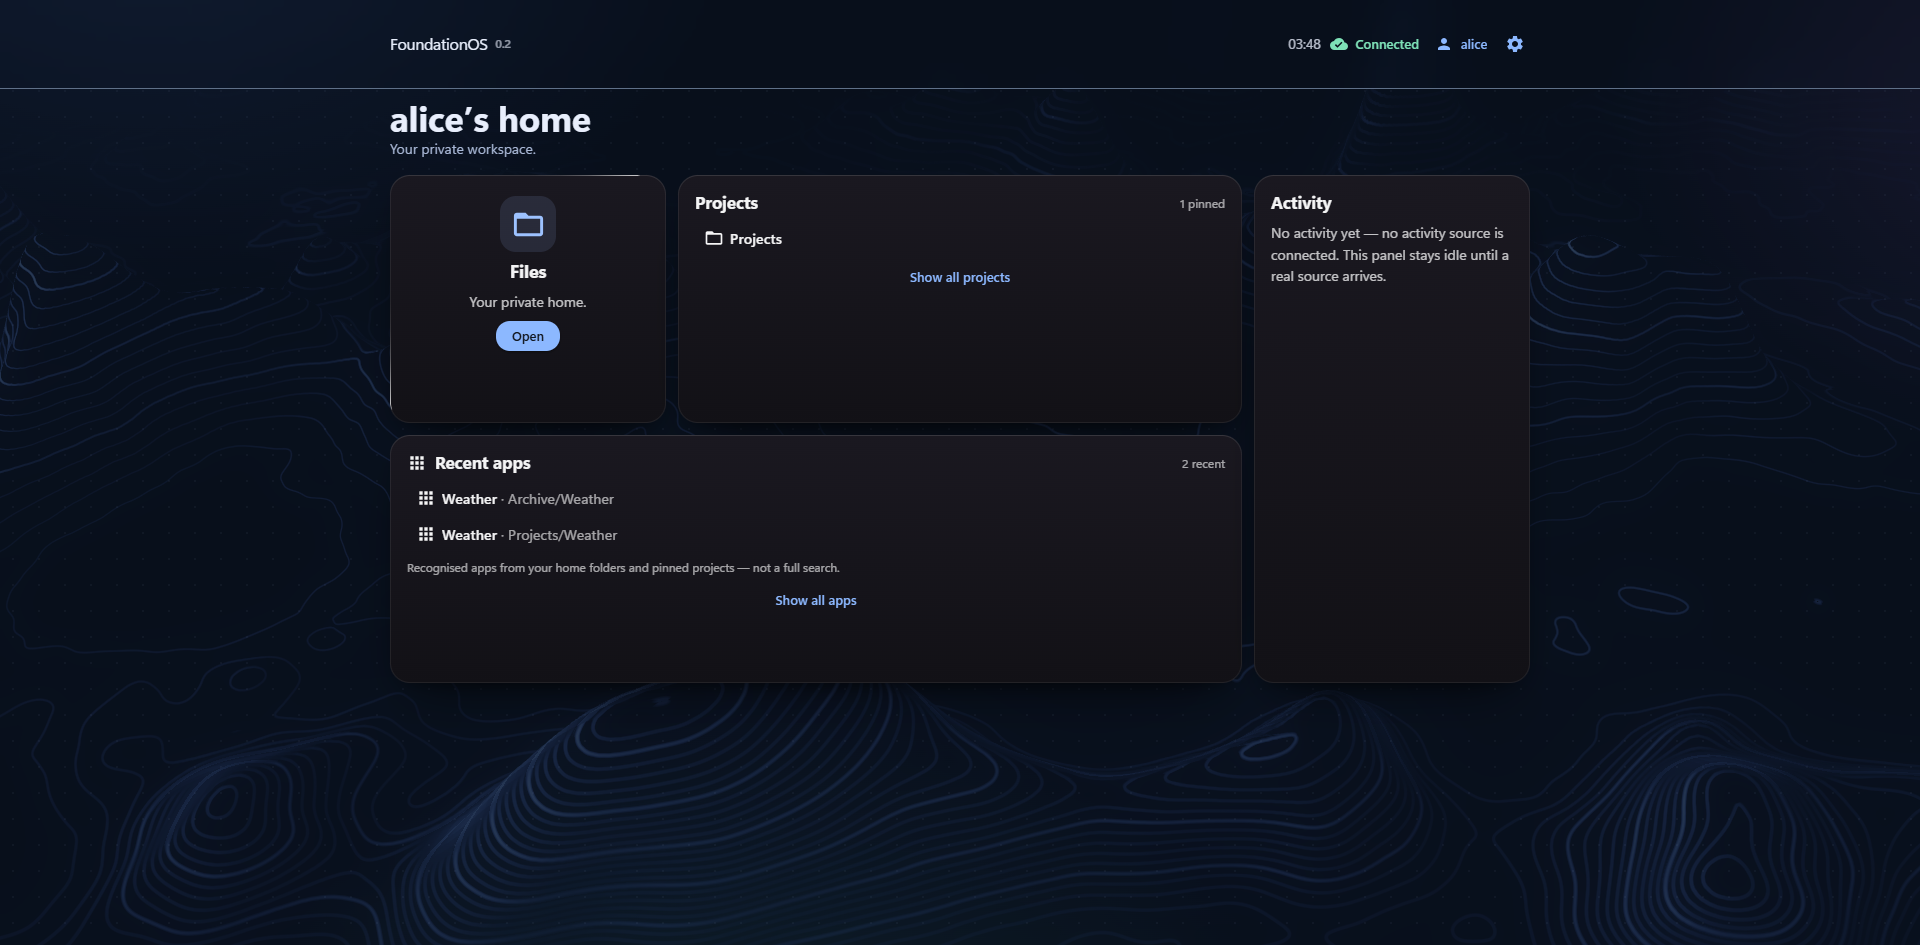 FoundationOS 0.2
03:48 Connected alice
alice’s home
Your private workspace.
Files
Your private home.
Open
Projects
1 pinned
Projects
Show all projects
Activity
No activity yet — no activity source is
connected. This panel stays idle until a
real source arrives.
Recent apps
2 recent
Weather · Archive/Weather
Weather · Projects/Weather
Recognised apps from your home folders and pinned projects — not a full search.
Show all apps